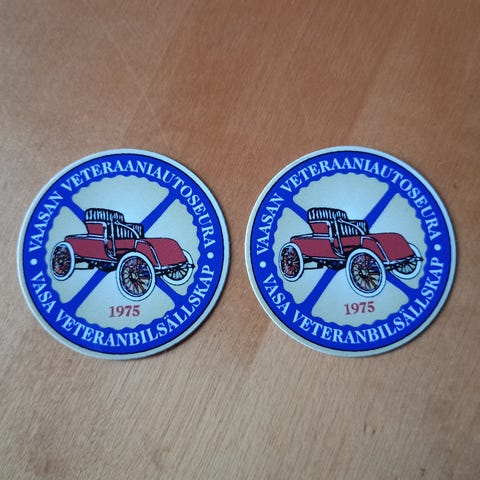 VAASAN VETERAANIAUTOSEURA
VASA VETERANBILSÄLLSKAP
1975
VAASAN VETERAANIAUTOSEURA
VASA VETERANBILSÄLLSKAP
1975